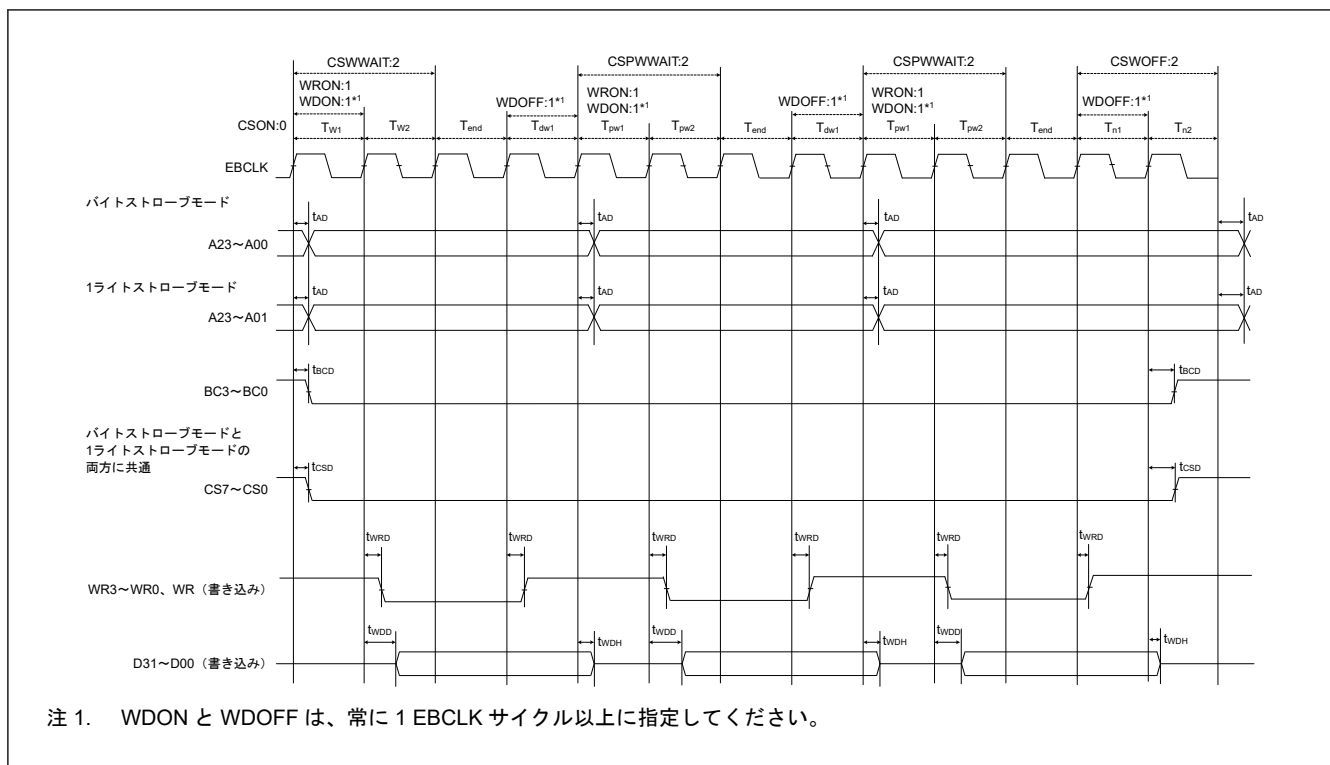 CSWWAIT:2 CSPWWAIT:2 CSPWWAIT:2 CSWOFF:2
WRON:1 WRON:1 WRON:1
WDON:1*1 WDOFF:1*1 WDON:1*1 WDOFF:1*1 WDON:1*1 WDOFF:1*1
CSON:0 TW1 TW2 Tend Tdw1 Tpw1 Tpw2 Tend Tdw1 Tpw1 Tpw2 Tend Tn1 Tn2
EBCLK
バイトストローブモード
tAD tAD tAD tAD
A23～A00
1ライトストローブモード
tAD tAD tAD tAD
A23～A01
tBCD tBCD
BC3～BC0
バイトストローブモードと
1ライトストローブモードの
両方に共通
tCSD tCSD
CS7～CS0
tWRD tWRD tWRD tWRD tWRD tWRD
WR3～WR0、WR（書き込み）
tWDD tWDH tWDD tWDH tWDD tWDH
D31～D00（書き込み）
注 1. WDON と WDOFF は、常に 1 EBCLK サイクル以上に指定してください。